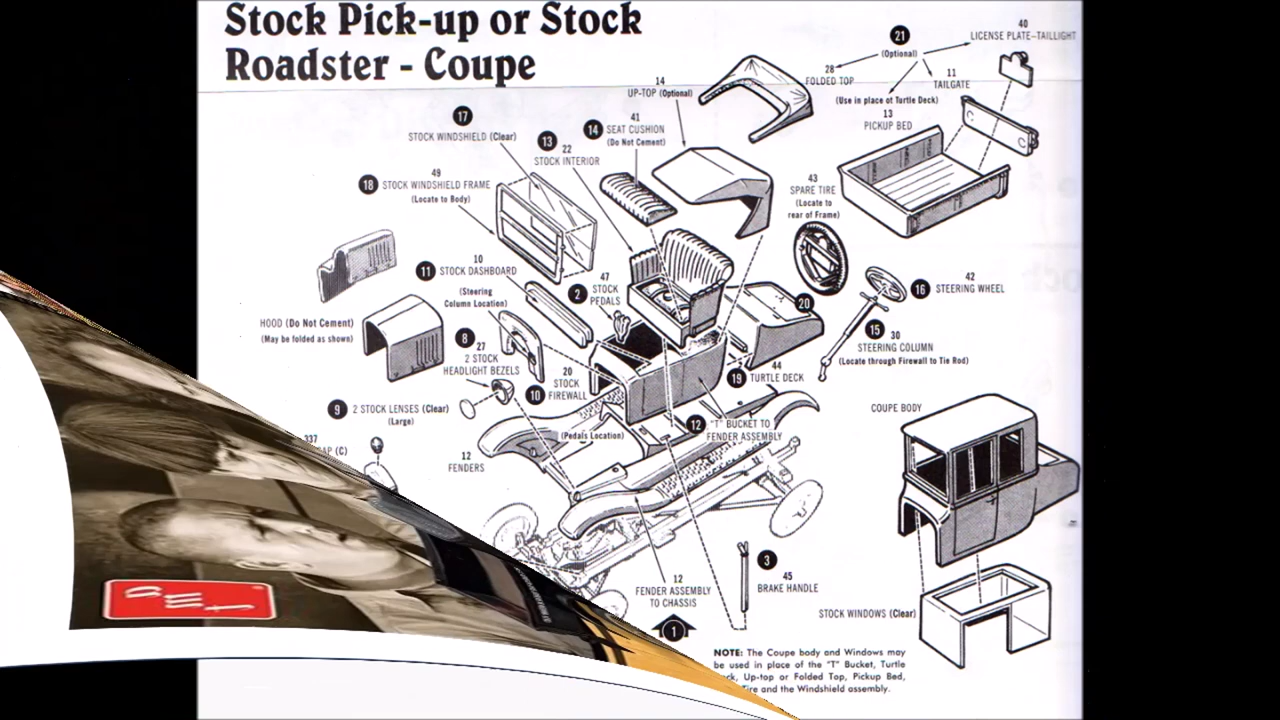 Stock Pick-up or Stock
Roadster - Coupe
40
LICENSE PLATE-TAILLIGHT
21
(Optional)
28
FOLDED TOP
11
TAILGATE
(Use in place of Turtle Deck)
13
PICKUP BED
14
UP-TOP (Optional)
17
STOCK WINDSHIELD (Clear)
41
14 SEAT CUSHION
(Do Not Cement)
13
22
STOCK INTERIOR
49
18 STOCK WINDSHIELD FRAME
(Locate to Body)
43
SPARE TIRE
(Locate to
rear of Frame)
10
11 STOCK DASHBOARD
(Steering
Column Location)
47
2 STOCK
PEDALS
20
42
16 STEERING WHEEL
HOOD (Do Not Cement)
(May be folded as shown)
8 27
2 STOCK
HEADLIGHT BEZELS
15 30
STEERING COLUMN
(Locate through Firewall to Tie Rod)
20
STOCK
10 FIREWALL
44
19 TURTLE DECK
9 2 STOCK LENSES (Clear)
(Large)
COUPE BODY
12 "T" BUCKET TO
FENDER ASSEMBLY
(Pedals Location)
337
(C)
12
FENDERS
12
FENDER ASSEMBLY
TO CHASSIS
1
3
45
BRAKE HANDLE
STOCK WINDOWS (Clear)
NOTE: The Coupe body and Windows may
be used in place of the "T" Bucket, Turtle
Up-top or Folded Top, Pickup Bed,
Tire and the Windshield assembly.